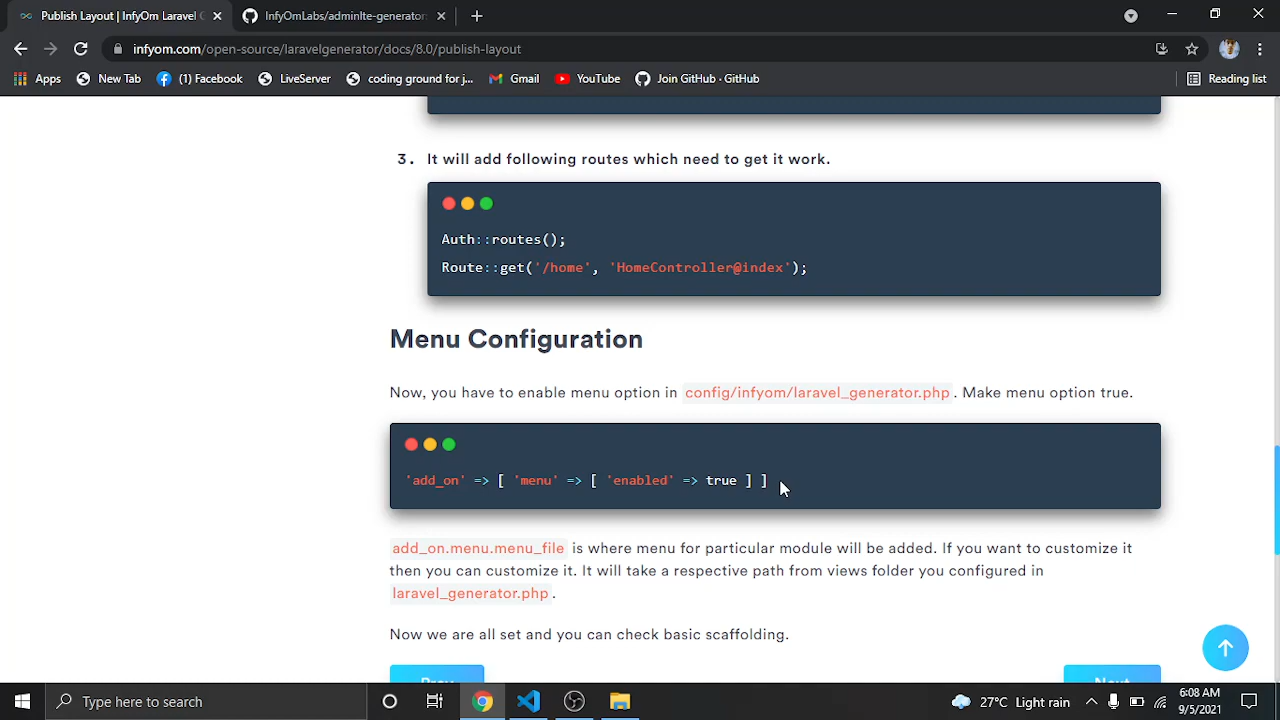 Publish Layout | InfyOm Laravel G
InfyOmLabs/adminlte-generator:
infyom.com/open-source/laravelgenerator/docs/8.0/publish-layout
Apps
New Tab
(1) Facebook
LiveServer
coding ground for j...
Gmail
YouTube
Join GitHub · GitHub
Reading list
3. It will add following routes which need to get it work.
Auth::routes();
Route::get('/home', 'HomeController@index');
Menu Configuration
Now, you have to enable menu option in config/infyom/laravel_generator.php . Make menu option true.
'add_on' => [ 'menu' => [ 'enabled' => true ] ]
add_on.menu.menu_file is where menu for particular module will be added. If you want to customize it
then you can customize it. It will take a respective path from views folder you configured in
laravel_generator.php .
Now we are all set and you can check basic scaffolding.
Prev
Next
Type here to search
27°C Light rain
6:08 AM
9/5/2021